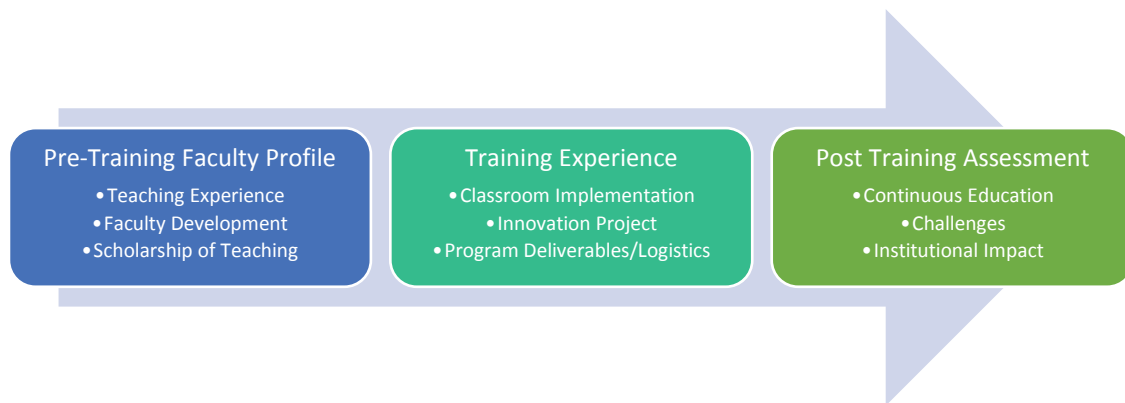 Pre-Training Faculty Profile
•Teaching Experience
•Faculty Development
•Scholarship of Teaching
Training Experience
•Classroom Implementation
•Innovation Project
•Program Deliverables/Logistics
Post Training Assessment
•Continuous Education
•Challenges
•Institutional Impact